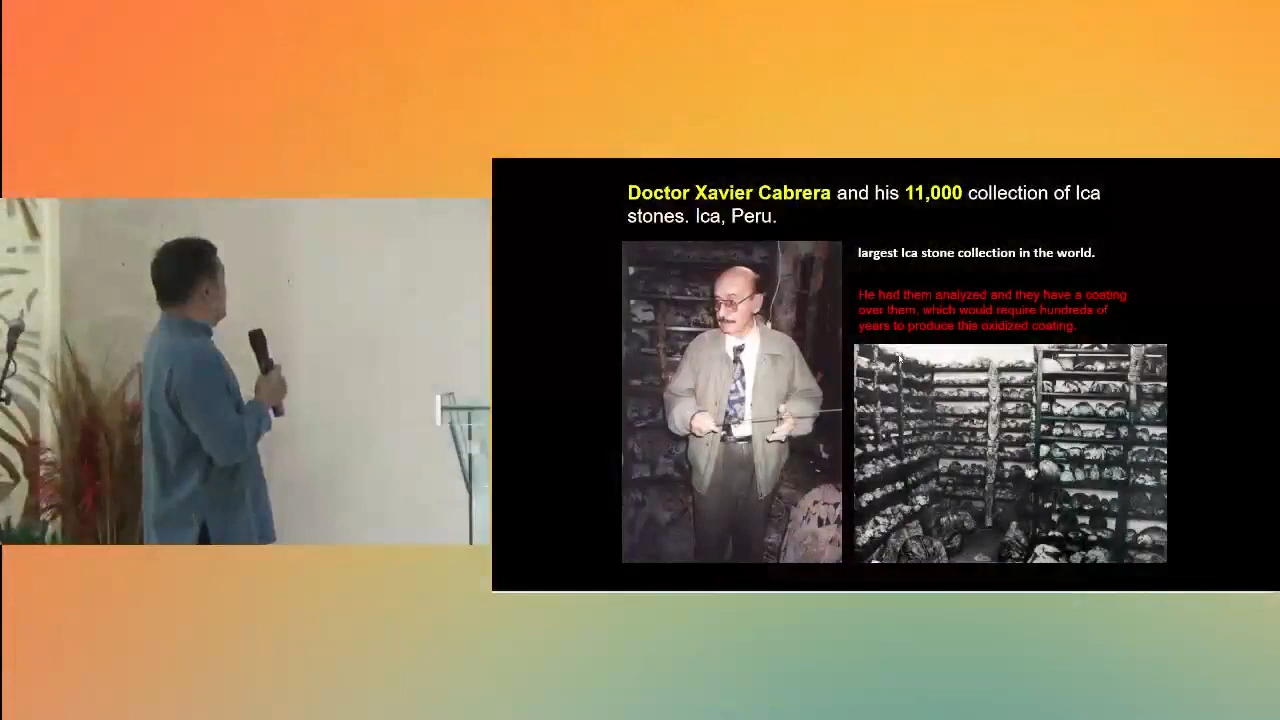 Doctor Xavier Cabrera and his 11,000 collection of Ica
stones. Ica, Peru.
largest Ica stone collection in the world.
He had them analyzed and they have a coating
over them, which would require hundreds of
years to produce this oxidized coating.